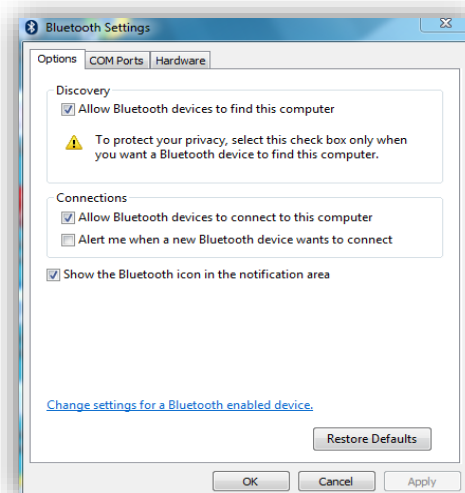 Bluetooth Settings
Options COM Ports Hardware
Discovery
Allow Bluetooth devices to find this computer
To protect your privacy, select this check box only when
you want a Bluetooth device to find this computer.
Connections
Allow Bluetooth devices to connect to this computer
Alert me when a new Bluetooth device wants to connect
Show the Bluetooth icon in the notification area
Change settings for a Bluetooth enabled device.
Restore Defaults
OK Cancel Apply